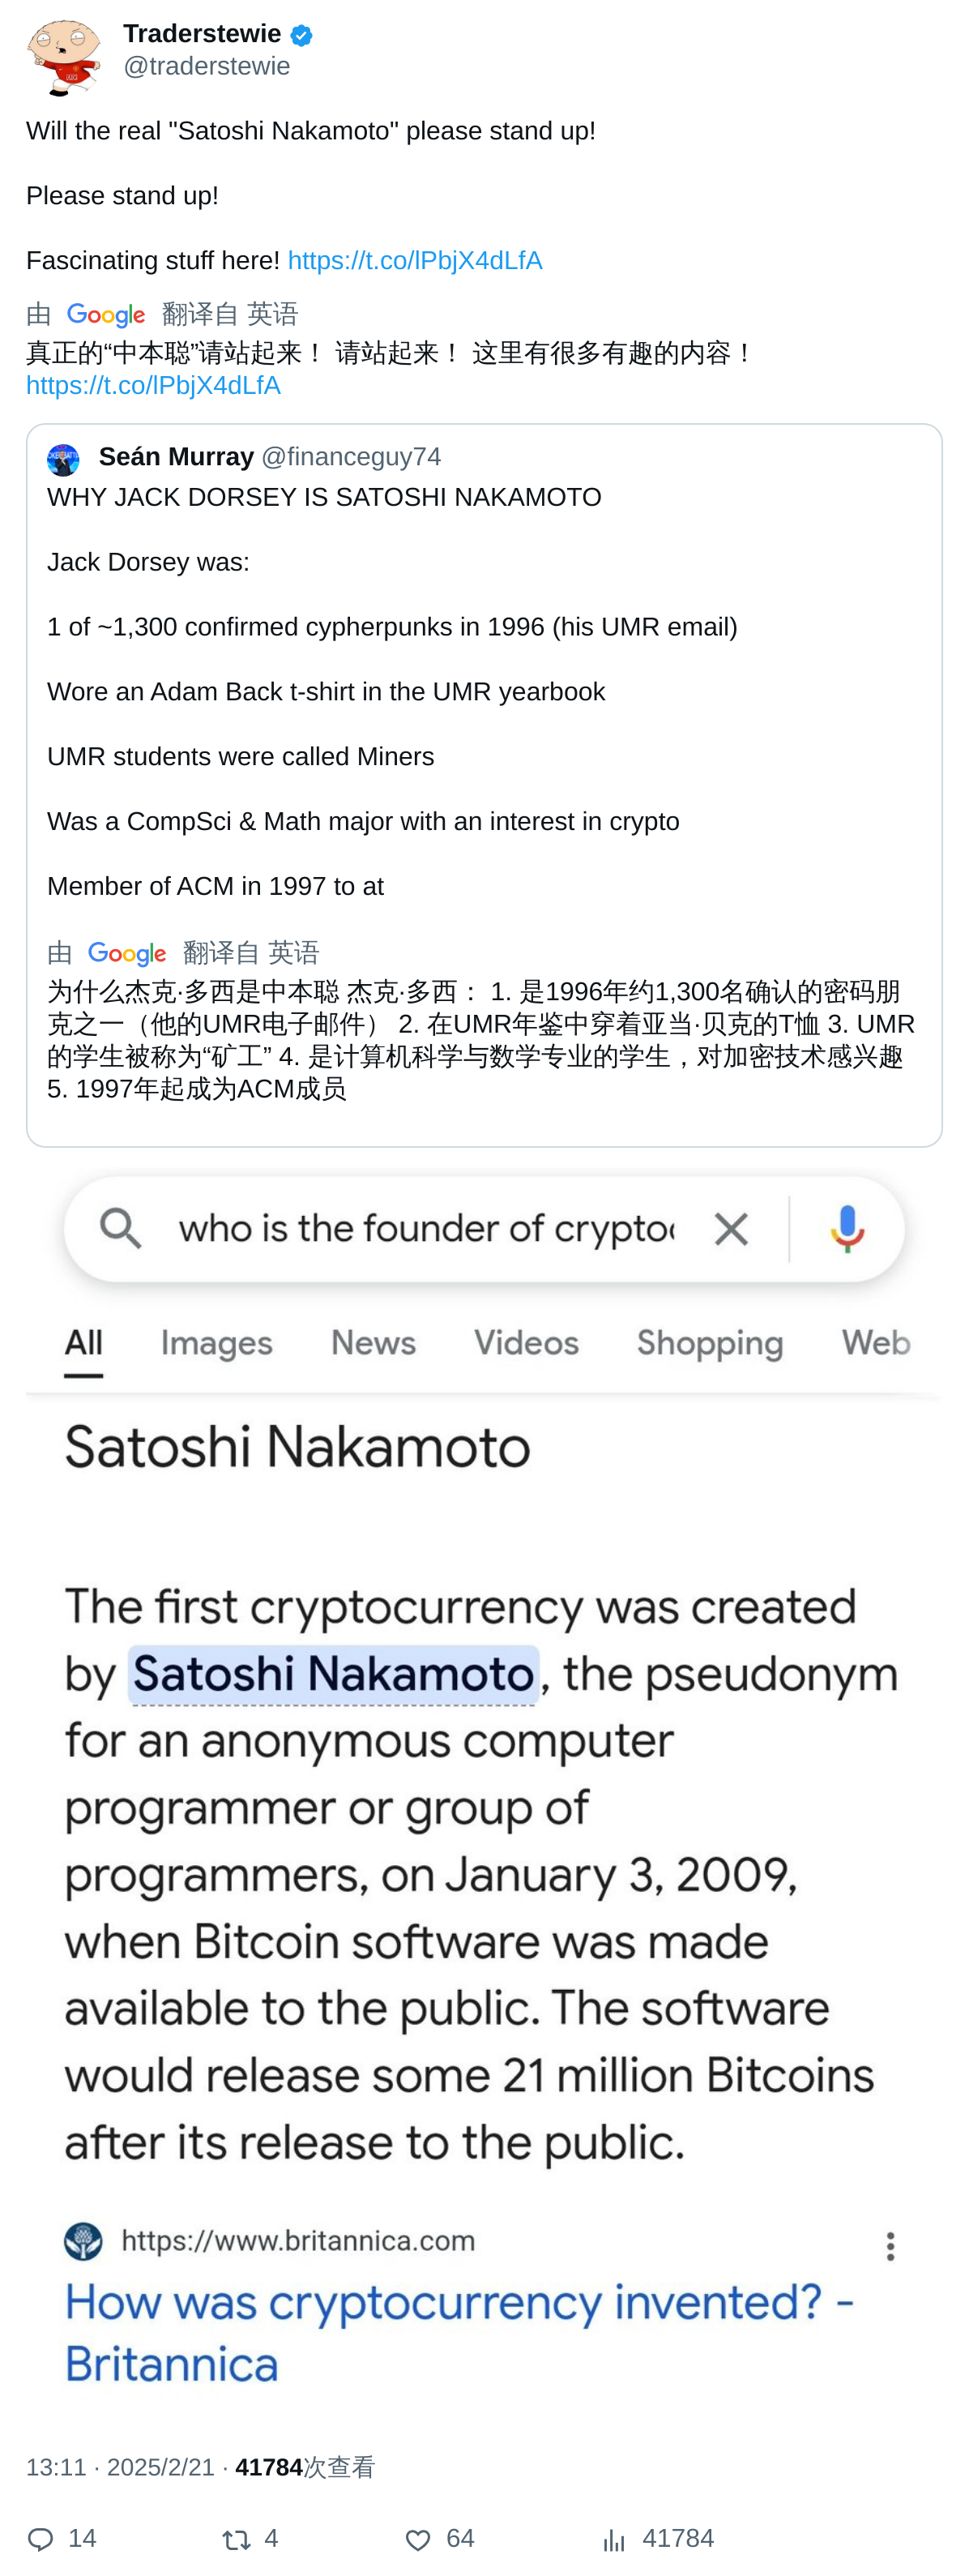 Traderstewie
@traderstewie
Will the real "Satoshi Nakamoto" please stand up!
Please stand up!
Fascinating stuff here! https://t.co/lPbjX4dLfA
由 Google 翻译自 英语
真正的“中本聪”请站起来！ 请站起来！ 这里有很多有趣的内容！
https://t.co/lPbjX4dLfA
Seán Murray @financeguy74
WHY JACK DORSEY IS SATOSHI NAKAMOTO
Jack Dorsey was:
1 of ~1,300 confirmed cypherpunks in 1996 (his UMR email)
Wore an Adam Back t-shirt in the UMR yearbook
UMR students were called Miners
Was a CompSci & Math major with an interest in crypto
Member of ACM in 1997 to at
由 Google 翻译自 英语
为什么杰克·多西是中本聪 杰克·多西： 1. 是1996年约1,300名确认的密码朋
克之一（他的UMR电子邮件） 2. 在UMR年鉴中穿着亚当·贝克的T恤 3. UMR
的学生被称为“矿工” 4. 是计算机科学与数学专业的学生，对加密技术感兴趣
5. 1997年起成为ACM成员
who is the founder of crypto
All Images News Videos Shopping Web
Satoshi Nakamoto
The first cryptocurrency was created
by Satoshi Nakamoto, the pseudonym
for an anonymous computer
programmer or group of
programmers, on January 3, 2009,
when Bitcoin software was made
available to the public. The software
would release some 21 million Bitcoins
after its release to the public.
https://www.britannica.com
How was cryptocurrency invented? -
Britannica
13:11 · 2025/2/21 · 41784次查看
14 4 64 41784